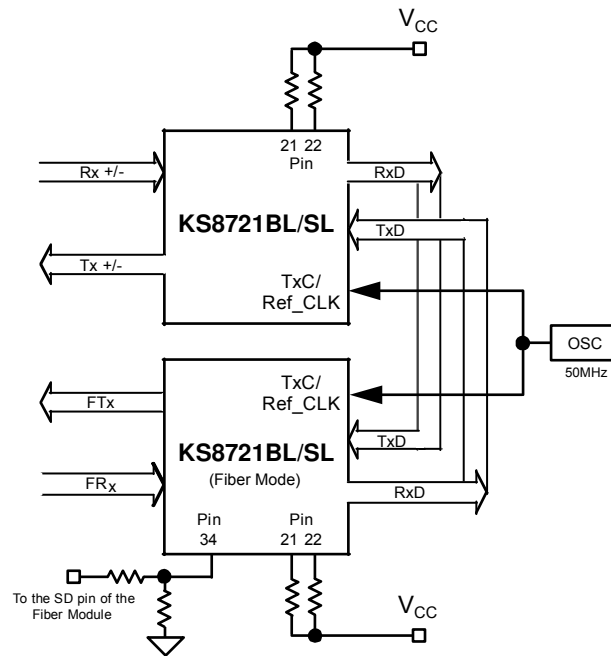 VCC
21 22
Pin
Rx +/-
RxD
KS8721BL/SL
TxD
Tx +/-
TxC/
Ref_CLK
OSC
50MHz
TxC/
Ref_CLK
FTx
TxD
KS8721BL/SL
(Fiber Mode)
FRx
RxD
Pin
34
Pin
21 22
To the SD pin of the
Fiber Module
VCC